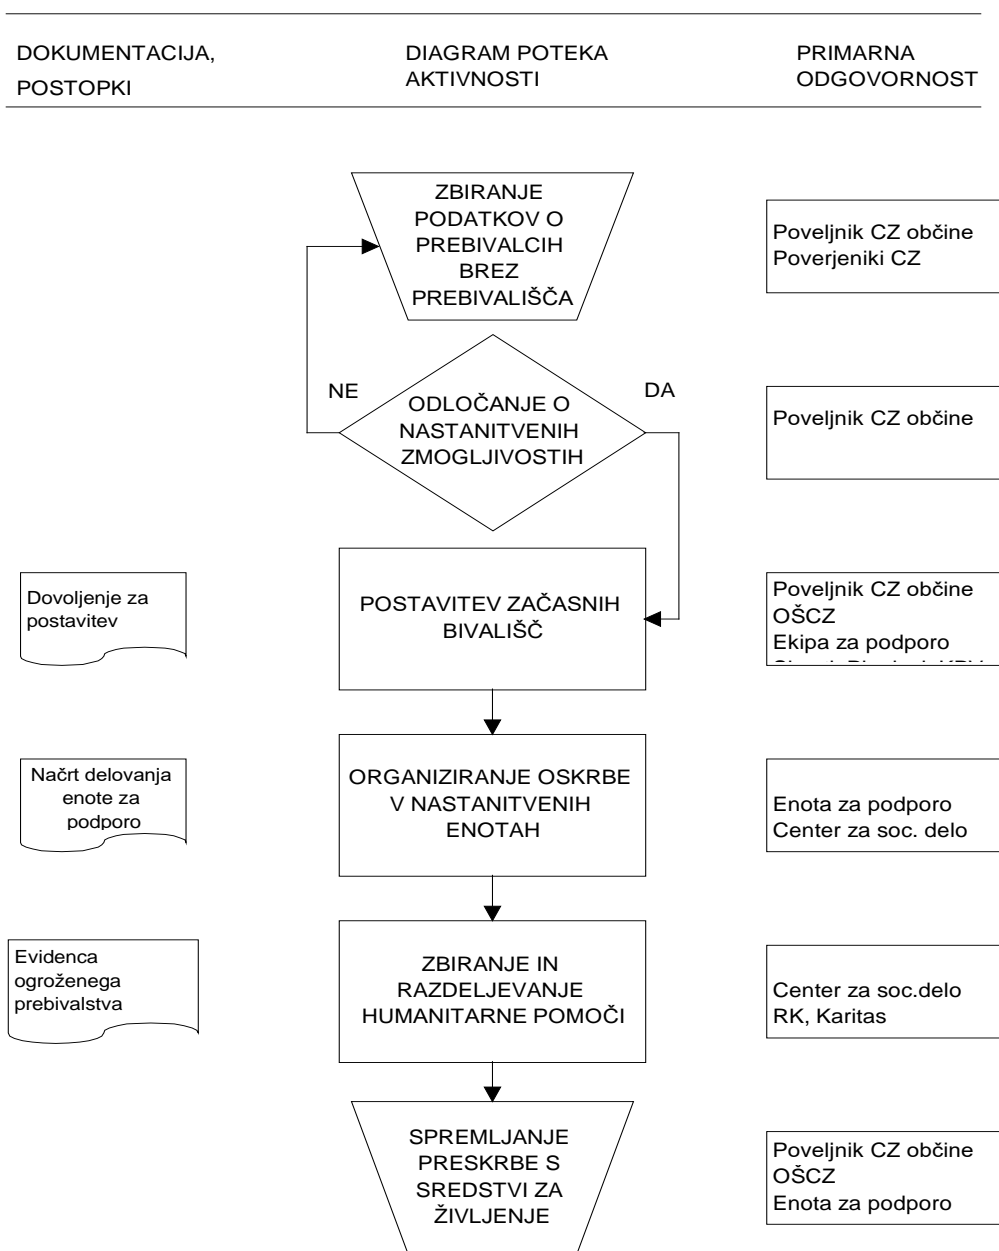 DOKUMENTACIJA,
POSTOPKI
DIAGRAM POTEKA
AKTIVNOSTI
PRIMARNA
ODGOVORNOST
ZBIRANJE
PODATKOV O
PREBIVALCIH
BREZ
PREBIVALIŠČA
Poveljnik CZ občine
Poverjeniki CZ
NE
DA
ODLOČANJE O
NASTANITVENIH
ZMOGLJIVOSTIH
Poveljnik CZ občine
Dovoljenje za
postavitev
POSTAVITEV ZAČASNIH
BIVALIŠČ
Poveljnik CZ občine
OŠCZ
Ekipa za podporo
Načrt delovanja
enote za
podporo
ORGANIZIRANJE OSKRBE
V NASTANITVENIH
ENOTAH
Enota za podporo
Center za soc. delo
Evidenca
ogroženega
prebivalstva
ZBIRANJE IN
RAZDELJEVANJE
HUMANITARNE POMOČI
Center za soc.delo
RK, Karitas
SPREMLJANJE
PRESKRBE S
SREDSTVI ZA
ŽIVLJENJE
Poveljnik CZ občine
OŠCZ
Enota za podporo